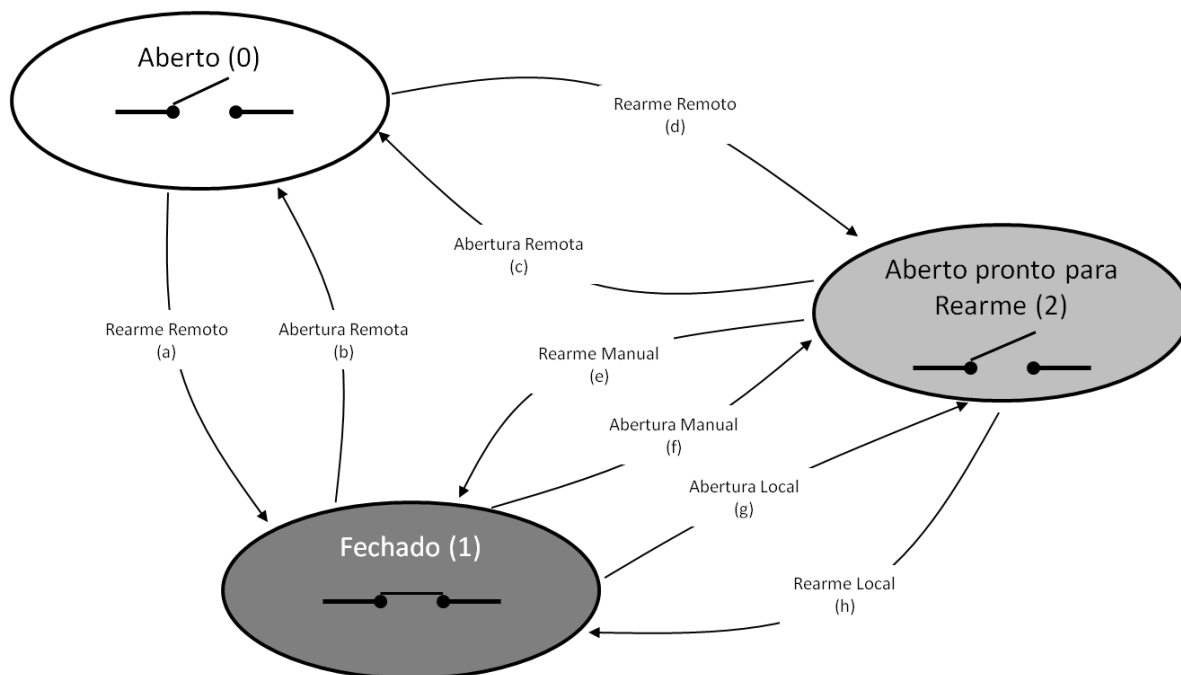 Aberto (0)
Rearme Remoto
(d)
Abertura Remota
(c)
Aberto pronto para
Rearme (2)
Rearme Remoto
(a)
Abertura Remota
(b)
Rearme Manual
(e)
Abertura Manual
(f)
Abertura Local
(g)
Fechado (1)
Rearme Local
(h)